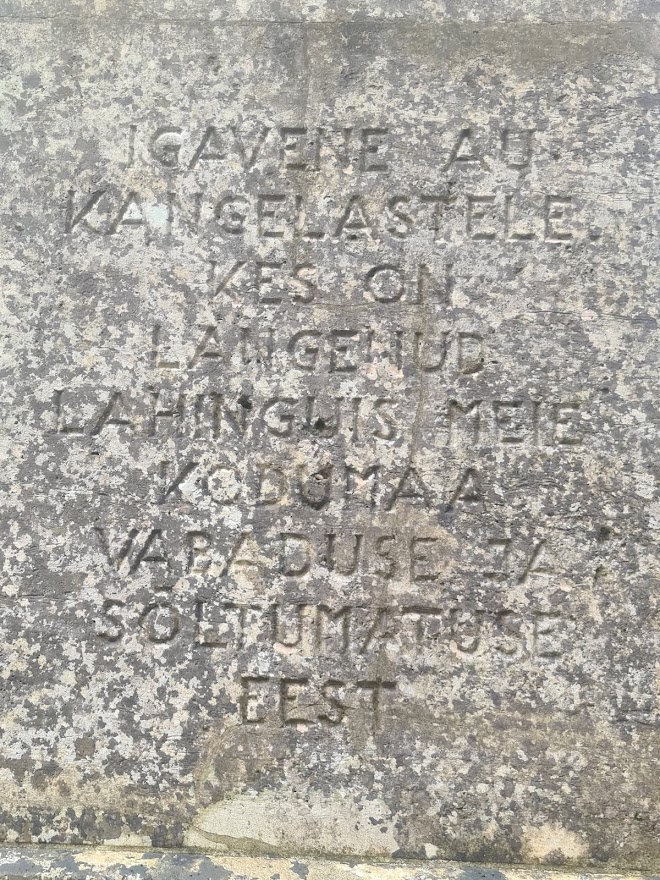 IGAVENE AU
KANGELASTELE,
KES ON
LANGENUD
LAHINGUIS MEIE
KODUMAA
VABADUSE JA
SÕLTUMATUSE
EEST